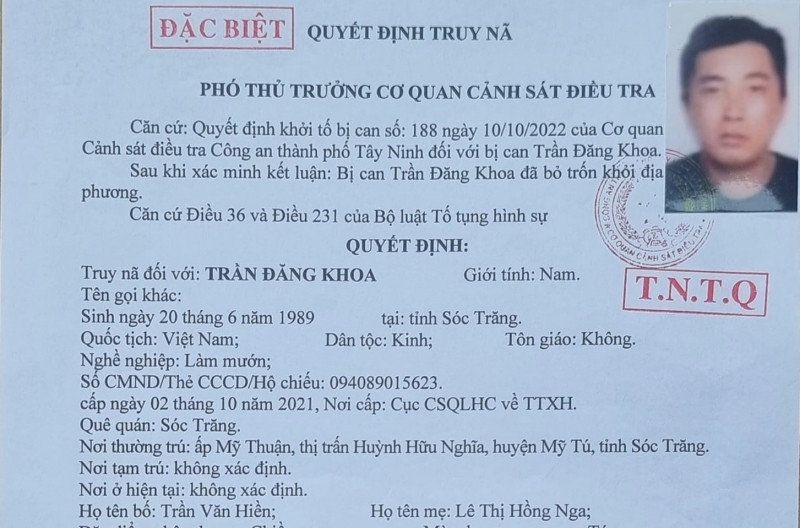 ĐẶC BIỆT QUYẾT ĐỊNH TRUY NÃ
PHÓ THỦ TRƯỞNG CƠ QUAN CẢNH SÁT ĐIỀU TRA
Căn cứ: Quyết định khởi tố bị can số: 188 ngày 10/10/2022 của Cơ quan
Cảnh sát điều tra Công an thành phố Tây Ninh đối với bị can Trần Đăng Khoa.
Sau khi xác minh kết luận: Bị can Trần Đăng Khoa đã bỏ trốn khỏi địa
phương.
Căn cứ Điều 36 và Điều 231 của Bộ luật Tố tụng hình sự
CƠ QUAN CẢNH SÁT ĐIỀU TRA
QUYẾT ĐỊNH:
Truy nã đối với: TRẦN ĐĂNG KHOA Giới tính: Nam.
T.N.T.Q
Tên gọi khác:
Sinh ngày 20 tháng 6 năm 1989 tại: tỉnh Sóc Trăng.
Quốc tịch: Việt Nam; Dân tộc: Kinh; Tôn giáo: Không.
Nghề nghiệp: Làm mướn;
Số CMND/Thẻ CCCD/Hộ chiếu: 094089015623.
cấp ngày 02 tháng 10 năm 2021, Nơi cấp: Cục CSQLHC về TTXH.
Quê quán: Sóc Trăng.
Nơi thường trú: ấp Mỹ Thuận, thị trấn Huỳnh Hữu Nghĩa, huyện Mỹ Tú, tỉnh Sóc Trăng.
Nơi tạm trú: không xác định.
Nơi ở hiện tại: không xác định.
Họ tên bố: Trần Văn Hiền; Họ tên mẹ: Lê Thị Hồng Nga;